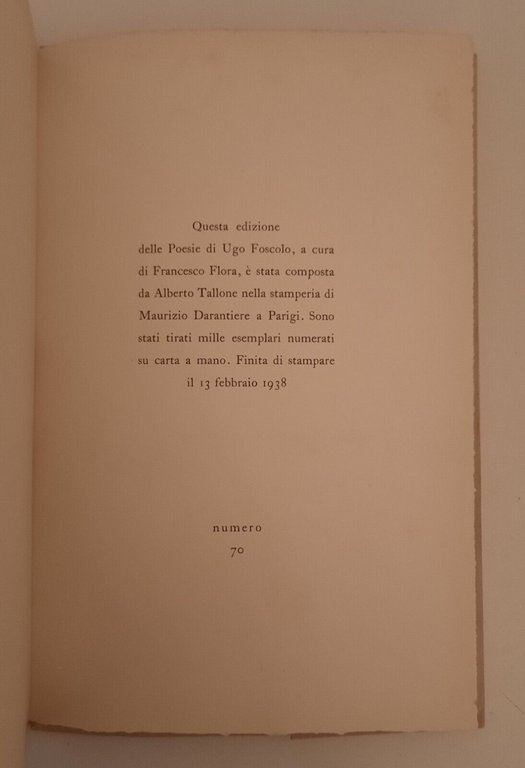 Questa edizione
delle Poesie di Ugo Foscolo, a cura
di Francesco Flora, è stata composta
da Alberto Tallone nella stamperia di
Maurizio Darantiere a Parigi. Sono
stati tirati mille esemplari numerati
su carta a mano. Finita di stampare
il 13 febbraio 1938
numero
70